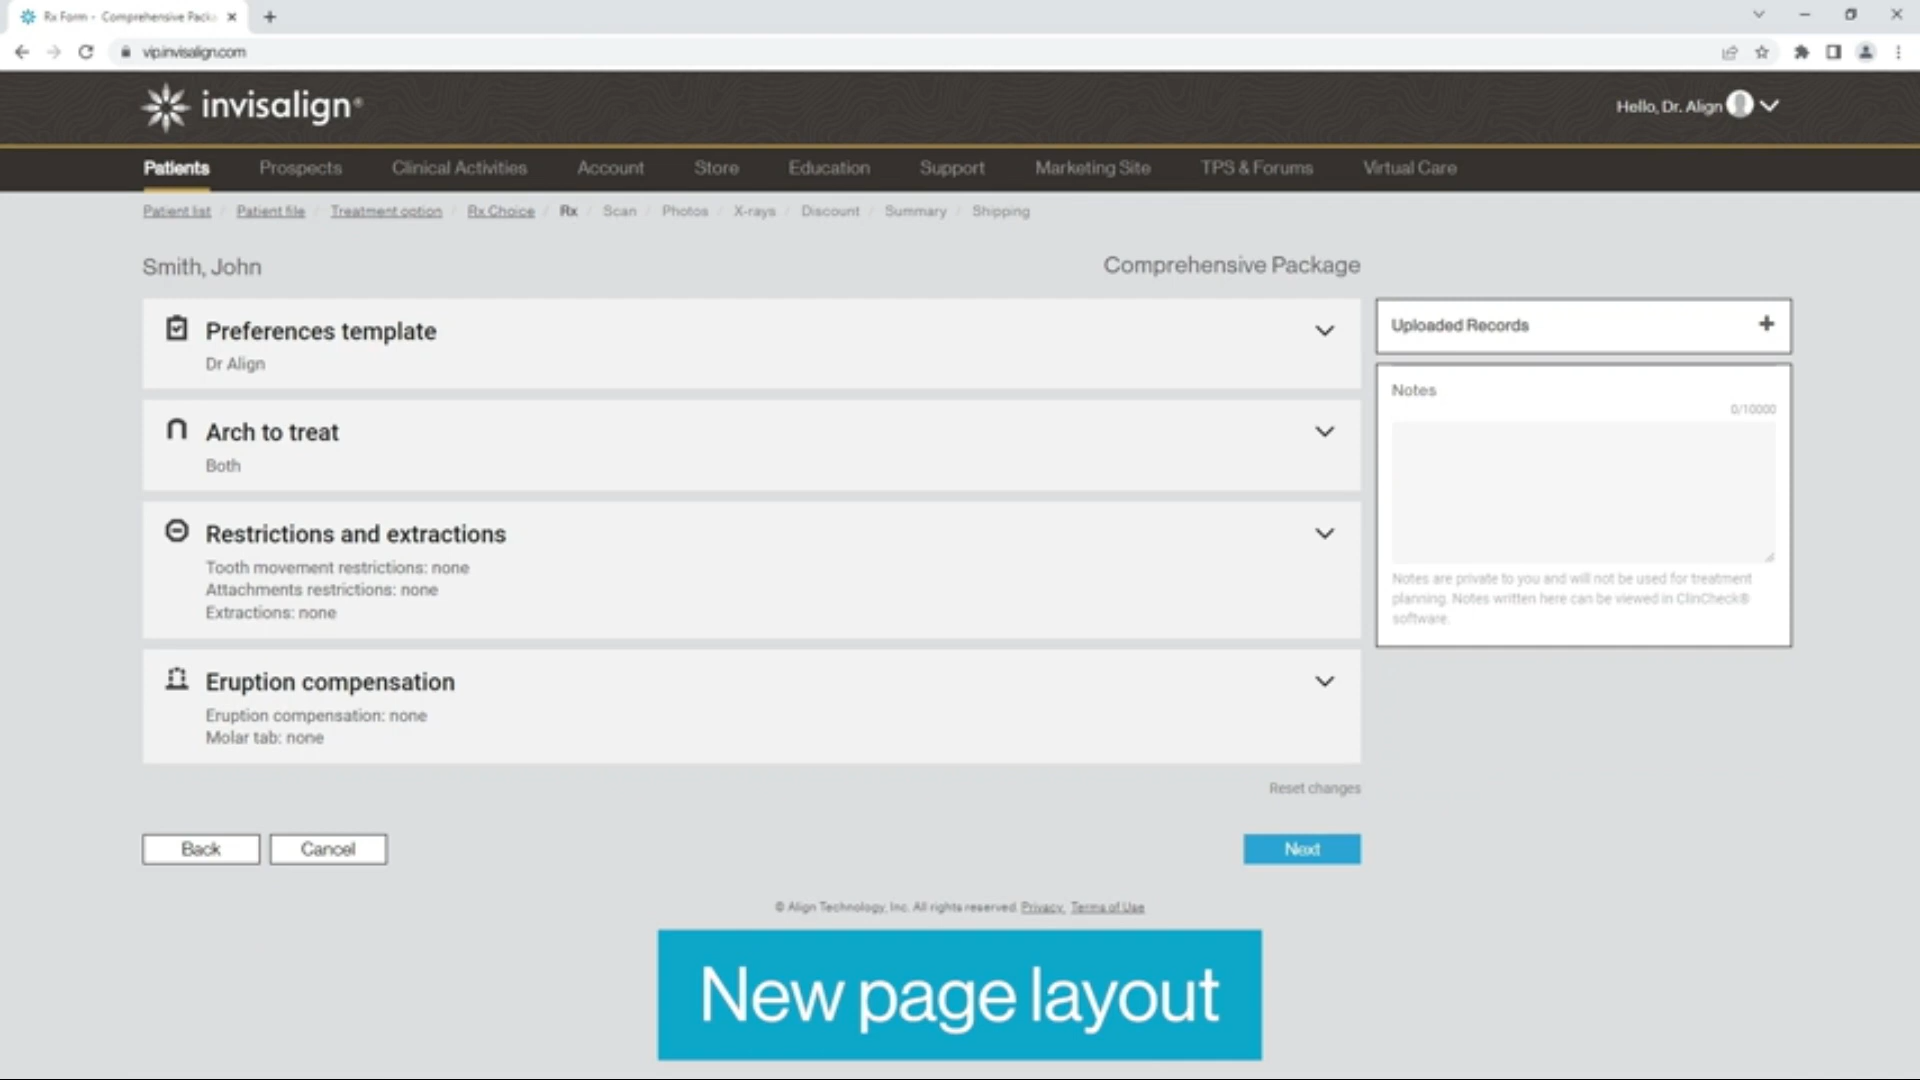 Rx Form - Comprehensive Packa
vip.invisalign.com
invisalign®
Hello, Dr. Align
Patients Prospects Clinical Activities Account Store Education Support Marketing Site TPS & Forums Virtual Care
Patient list / Patient file / Treatment option / Rx Choice / Rx / Scan / Photos / X-rays / Discount / Summary / Shipping
Smith, John
Comprehensive Package
Preferences template
Dr Align
Arch to treat
Both
Restrictions and extractions
Tooth movement restrictions: none
Attachments restrictions: none
Extractions: none
Eruption compensation
Eruption compensation: none
Molar tab: none
Reset changes
Uploaded Records
Notes
0/10000
Notes are private to you and will not be used for treatment
planning. Notes written here can be viewed in ClinCheck®
software.
Back Cancel Next
© Align Technology, Inc. All rights reserved. Privacy. Terms of Use
New page layout